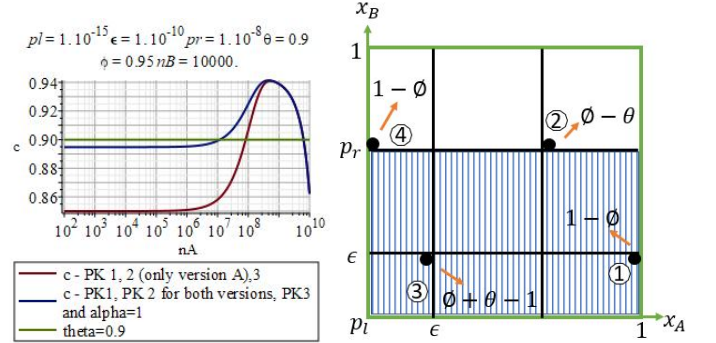 pl = 1.10⁻¹⁵ ϵ = 1.10⁻¹⁰ pr = 1.10⁻⁸ θ = 0.9
ϕ = 0.95 nB = 10000.
0.94
0.92
0.90
c
0.88
0.86
10² 10³ 10⁴ 10⁵ 10⁶ 10⁷ 10⁸ 10⁹ 10¹⁰
nA
c - PK 1, 2 (only version A),3
c - PK1, PK 2 for both versions, PK3
and alpha=1
theta=0.9
x_B
1
1 − ∅
② ∅ − θ
④
p_r
1 − ∅
ϵ
①
③ ∅ + θ − 1
p_l ϵ 1 x_A